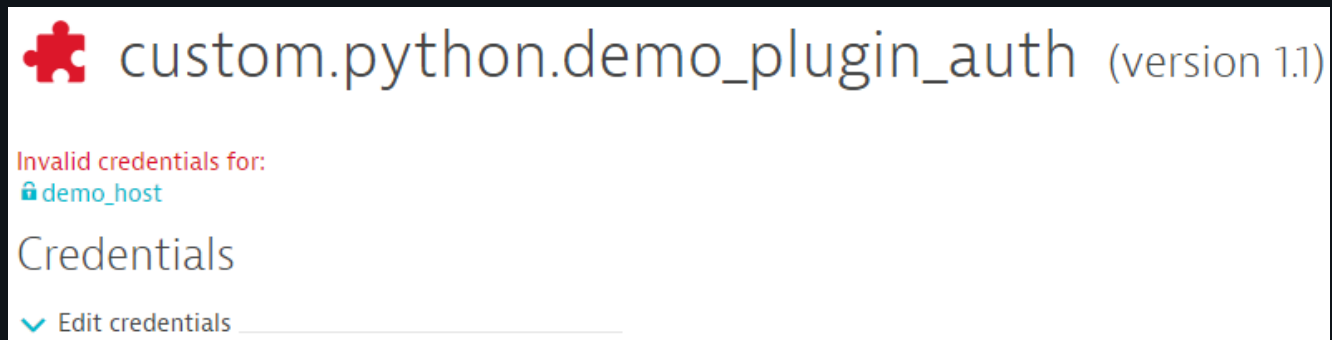 custom.python.demo_plugin_auth (version 1.1)
Invalid credentials for:
demo_host
Credentials
Edit credentials